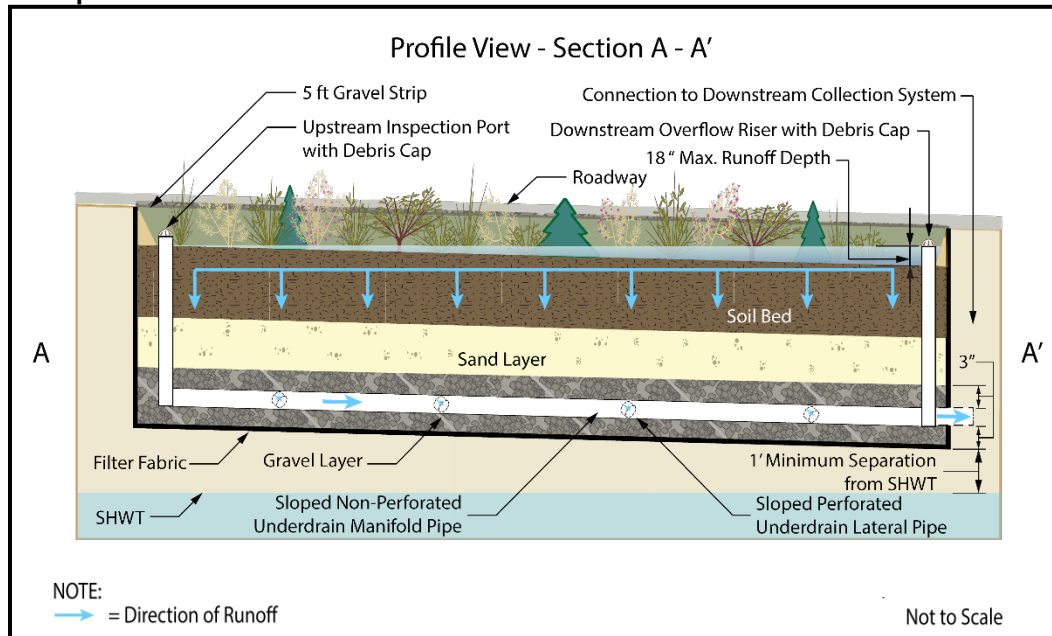 Profile View - Section A - A'
5 ft Gravel Strip
Upstream Inspection Port
with Debris Cap
Connection to Downstream Collection System
Downstream Overflow Riser with Debris Cap
18" Max. Runoff Depth
Roadway
Soil Bed
Sand Layer
A
A'
3"
Filter Fabric
Gravel Layer
1' Minimum Separation
from SHWT
SHWT
Sloped Non-Perforated
Underdrain Manifold Pipe
Sloped Perforated
Underdrain Lateral Pipe
NOTE:
= Direction of Runoff
Not to Scale